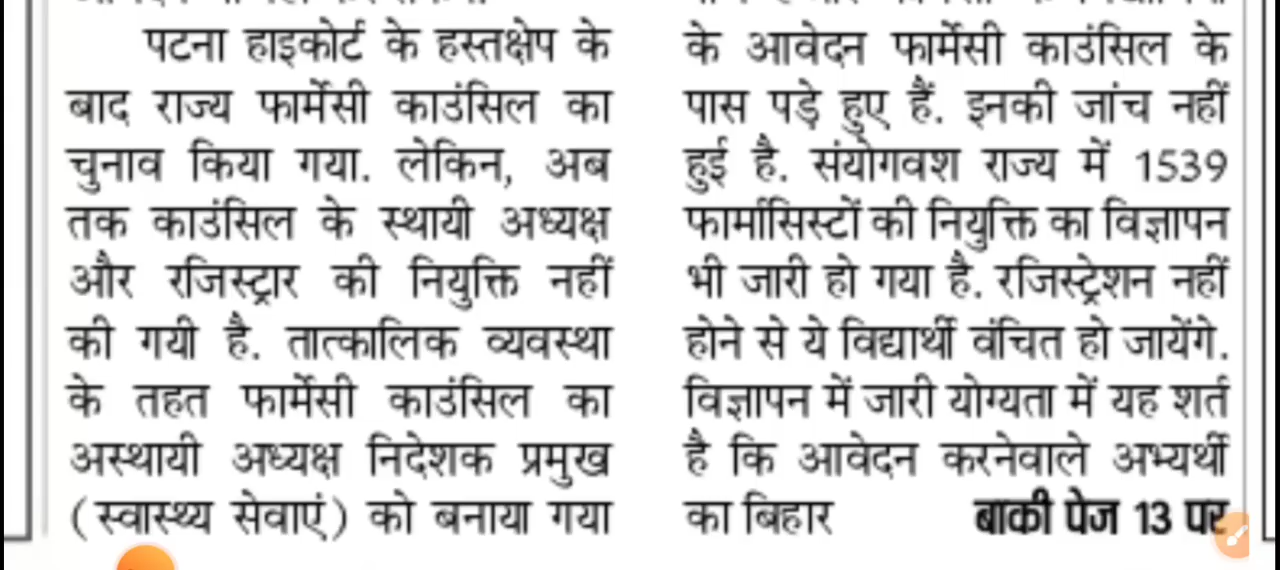 पटना हाइकोर्ट के हस्तक्षेप के
बाद राज्य फार्मेसी काउंसिल का
चुनाव किया गया. लेकिन, अब
तक काउंसिल के स्थायी अध्यक्ष
और रजिस्ट्रार की नियुक्ति नहीं
की गयी है. तात्कालिक व्यवस्था
के तहत फार्मेसी काउंसिल का
अस्थायी अध्यक्ष निदेशक प्रमुख
(स्वास्थ्य सेवाएं) को बनाया गया
के आवेदन फार्मेसी काउंसिल के
पास पड़े हुए हैं. इनकी जांच नहीं
हुई है. संयोगवश राज्य में 1539
फार्मासिस्टों की नियुक्ति का विज्ञापन
भी जारी हो गया है. रजिस्ट्रेशन नहीं
होने से ये विद्यार्थी वंचित हो जायेंगे.
विज्ञापन में जारी योग्यता में यह शर्त
है कि आवेदन करनेवाले अभ्यर्थी
का बिहार बाकी पेज 13 पर